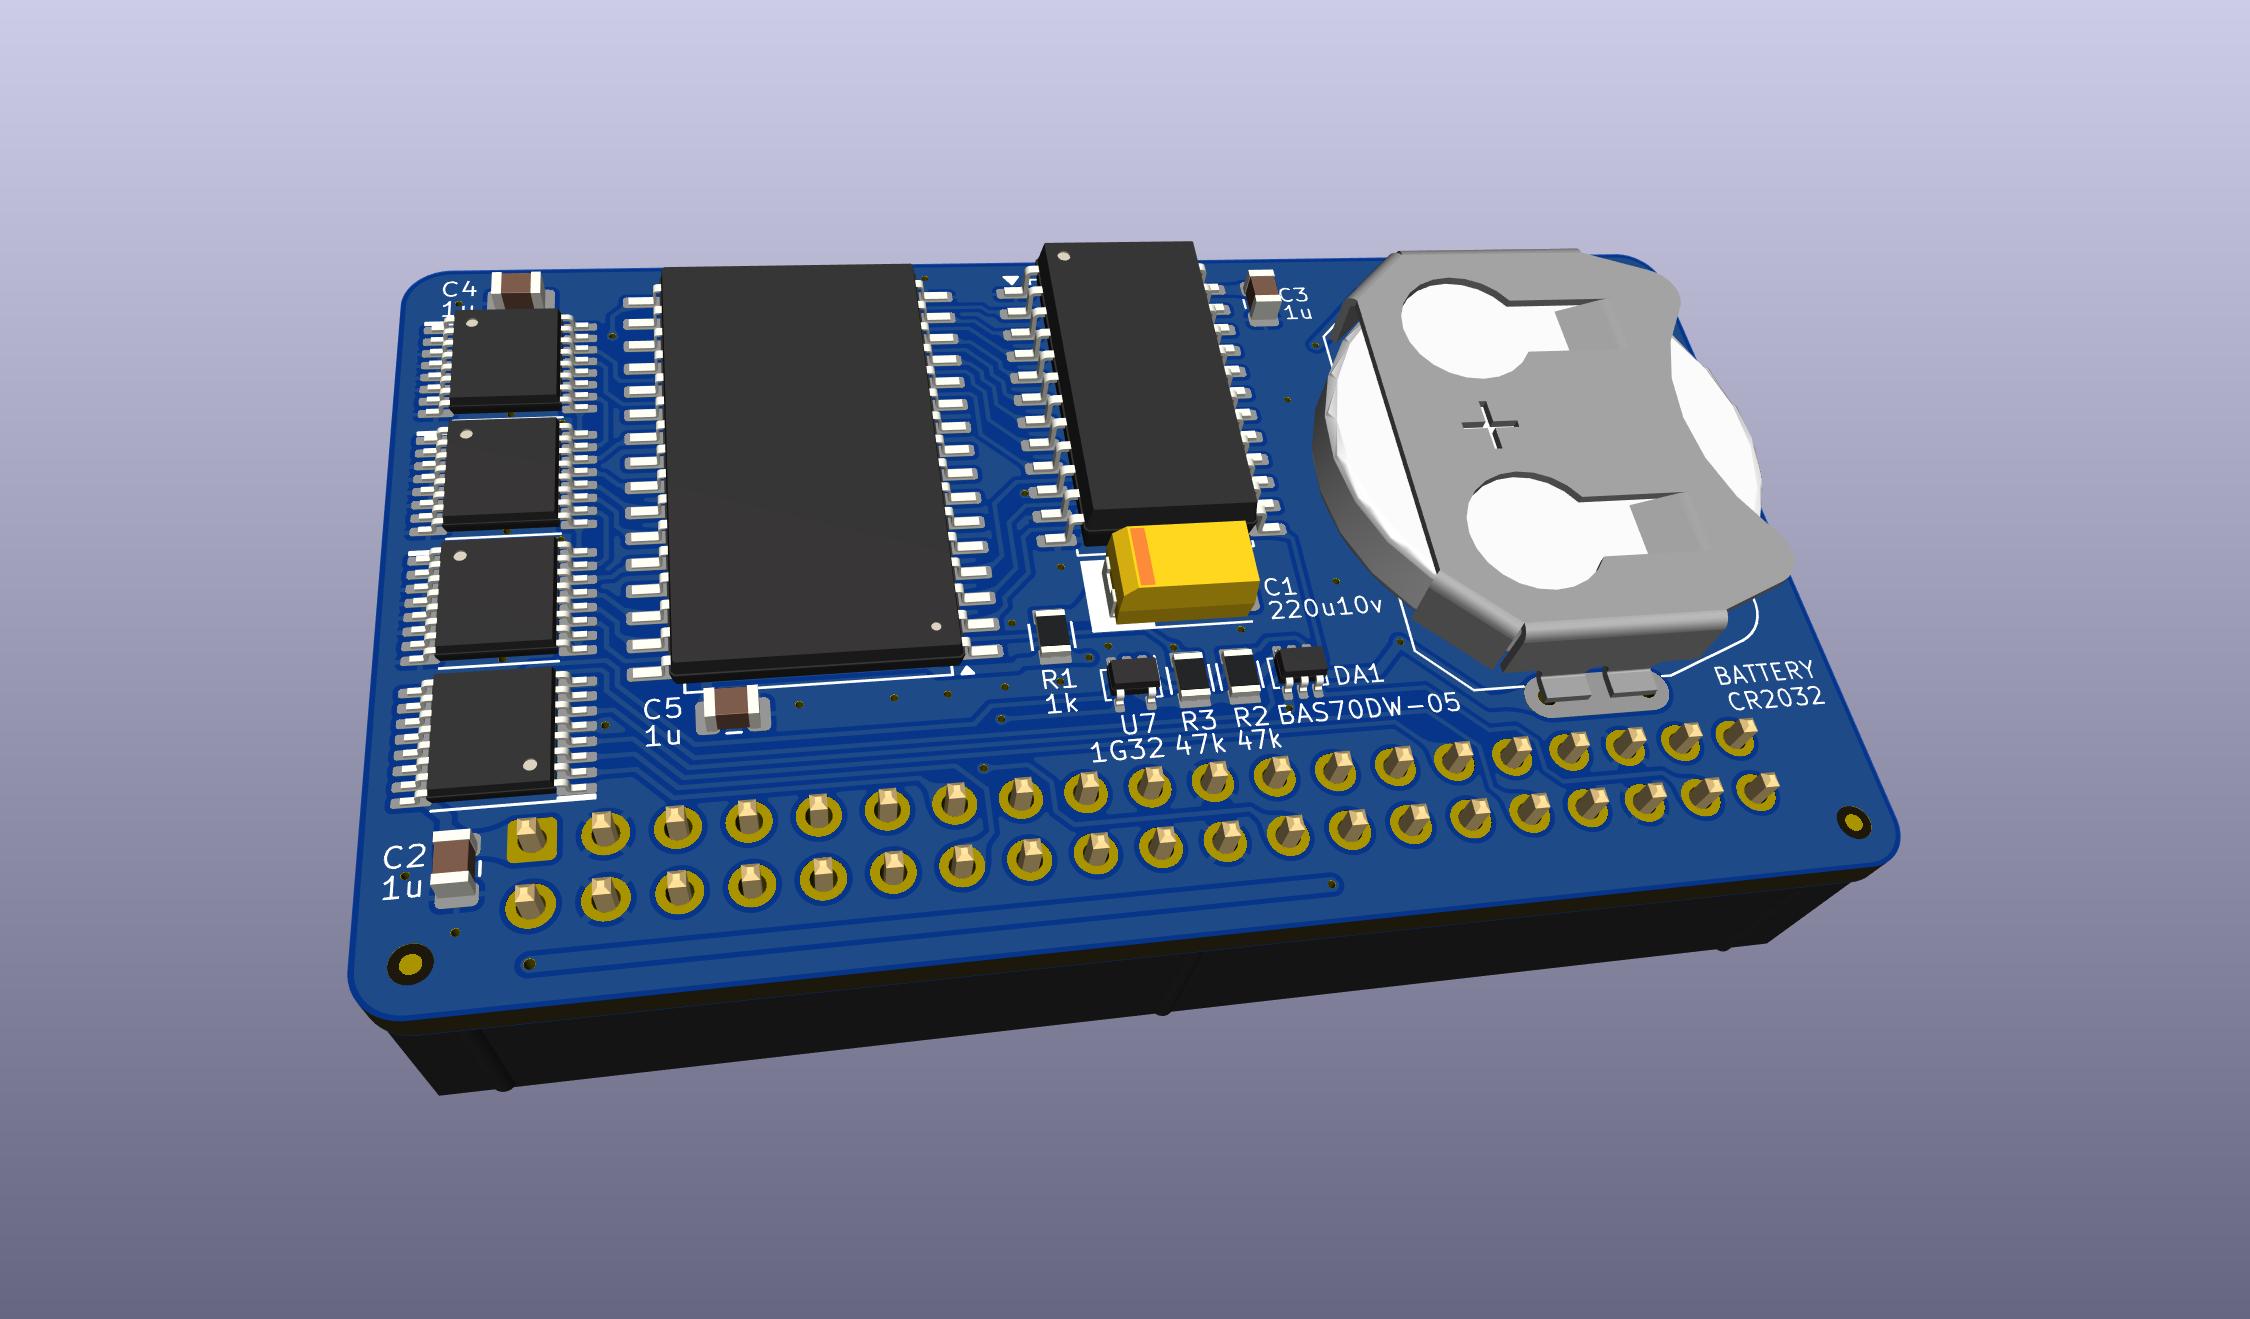 C4
1u
C3
1u
C1
220u10v
R1
1k
DA1
BAS70DW-05
C5
1u
U7
1G32
R3
47k
R2
47k
BATTERY
CR2032
C2
1u